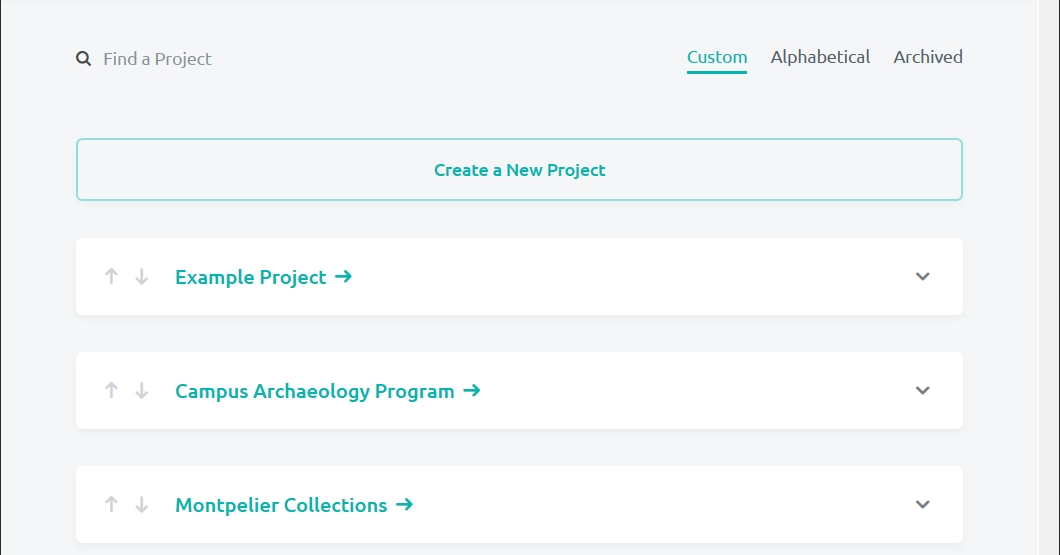 Find a Project
Custom Alphabetical Archived
Create a New Project
Example Project
Campus Archaeology Program
Montpelier Collections